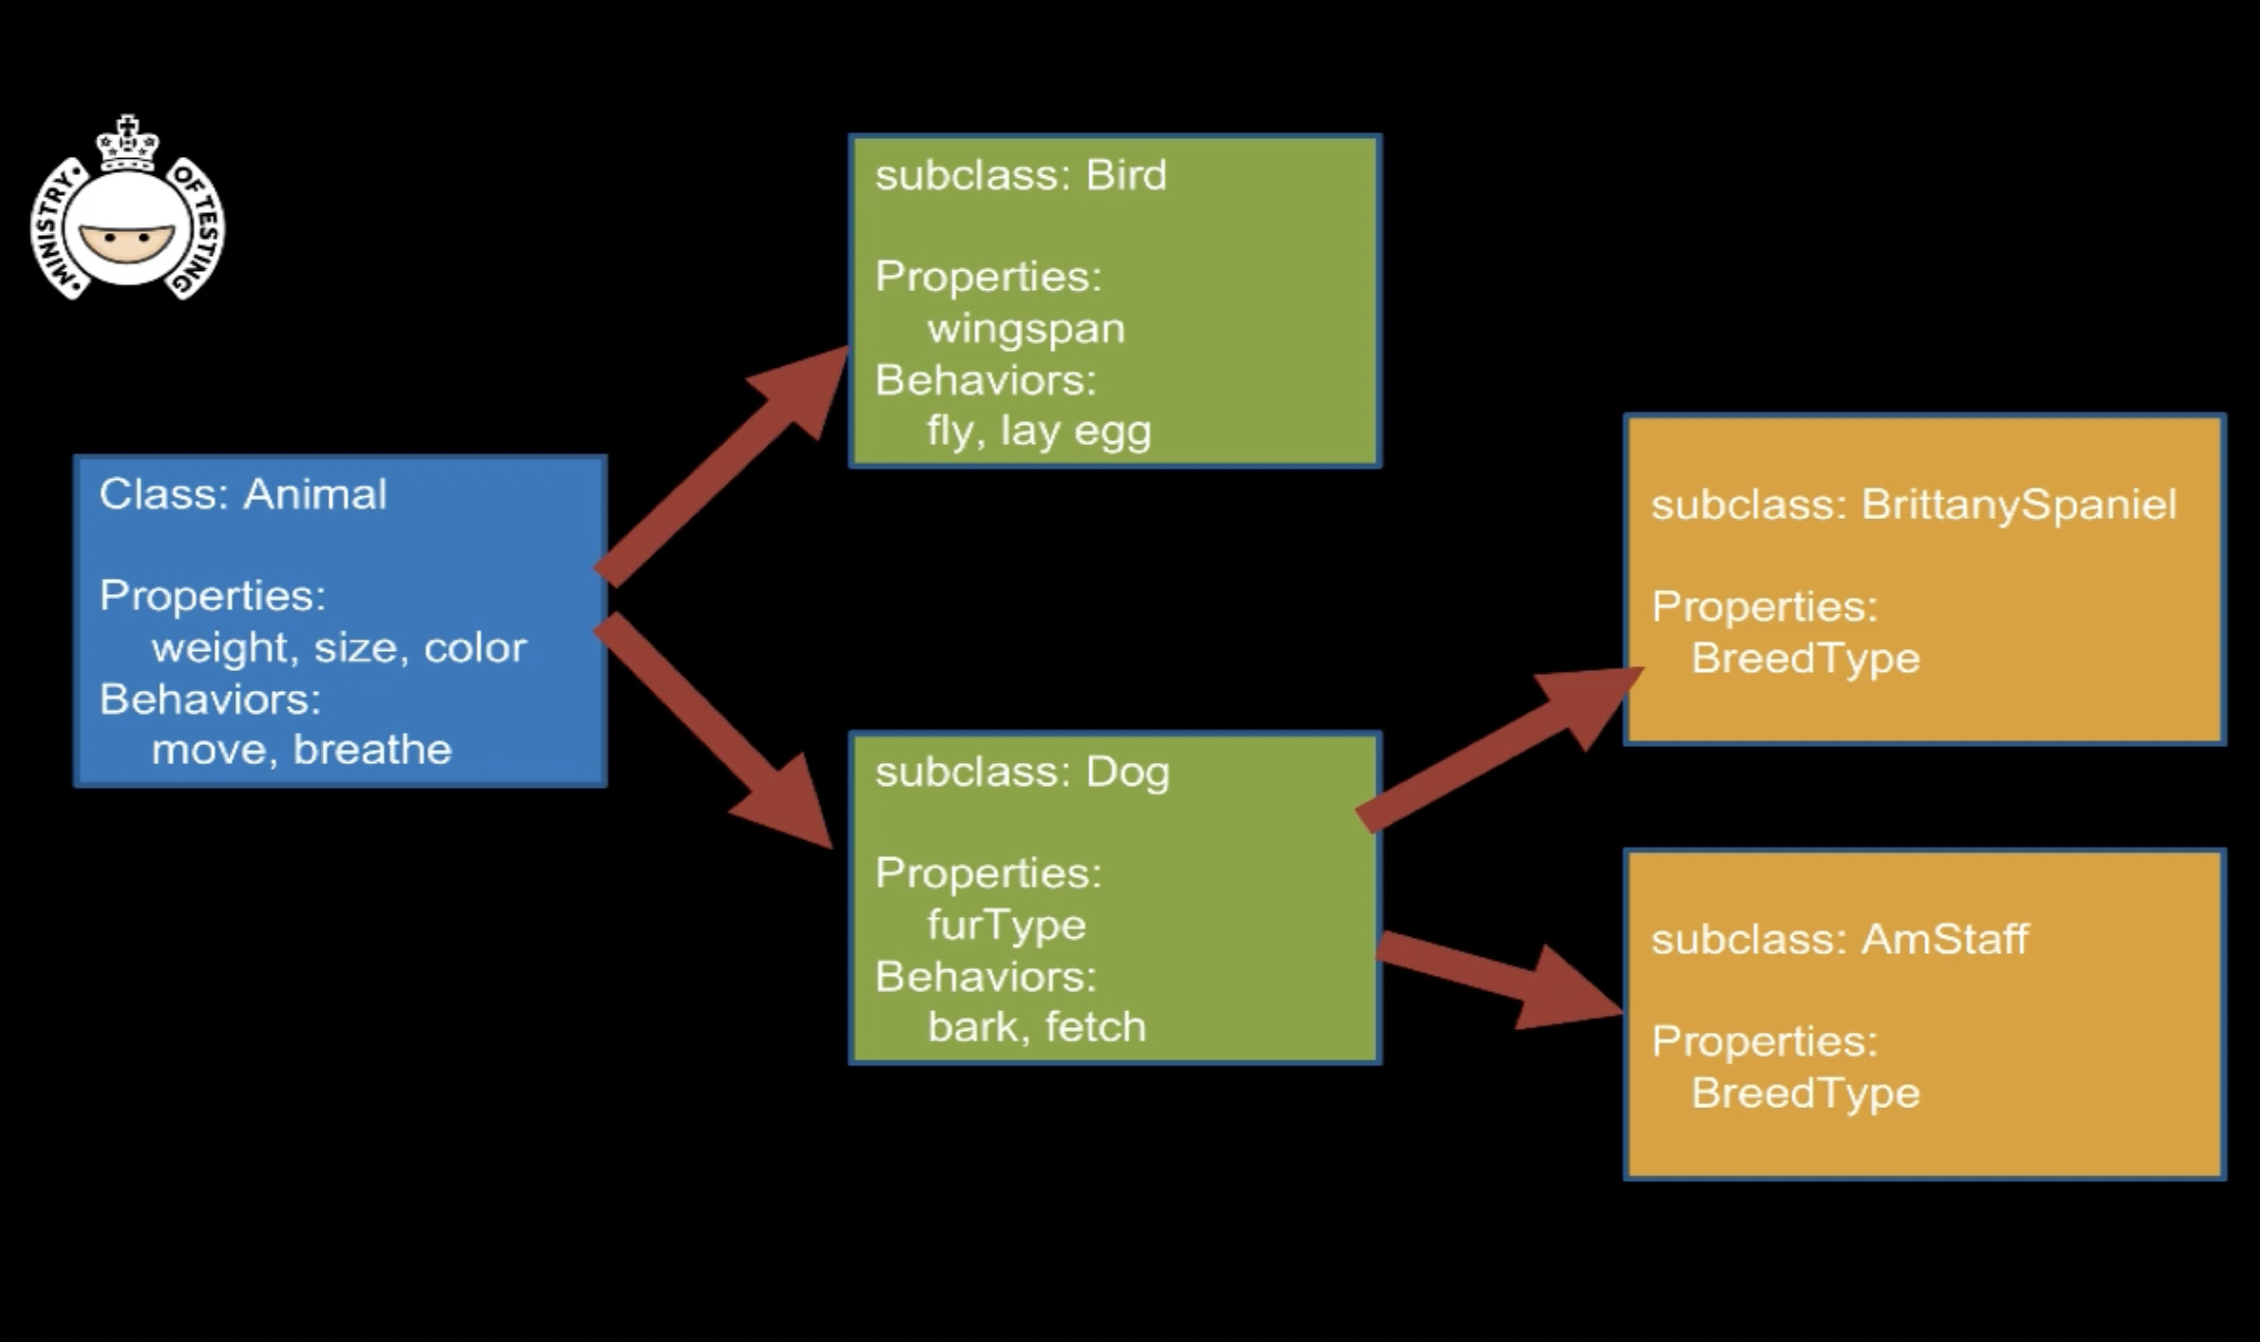 MINISTRY
OF TESTING
Class: Animal
Properties:
weight, size, color
Behaviors:
move, breathe
subclass: Bird
Properties:
wingspan
Behaviors:
fly, lay egg
subclass: Dog
Properties:
furType
Behaviors:
bark, fetch
subclass: BrittanySpaniel
Properties:
BreedType
subclass: AmStaff
Properties:
BreedType